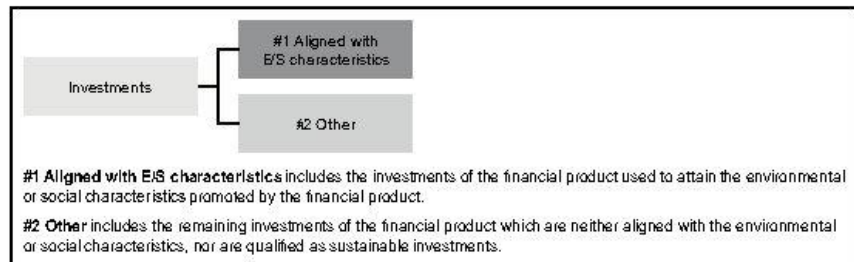 #1 Aligned with
E/S characteristics
Investments
#2 Other
#1 Aligned with E/S characteristics includes the investments of the financial product used to attain the environmental
or social characteristics promoted by the financial product.
#2 Other includes the remaining investments of the financial product which are neither aligned with the environmental
or social characteristics, nor are qualified as sustainable investments.